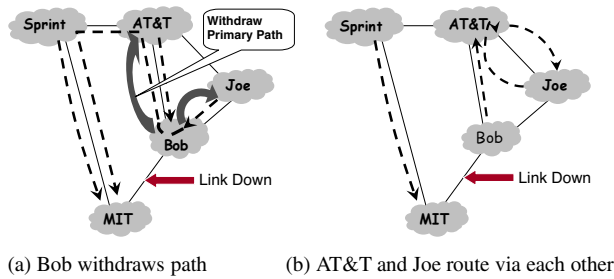 Sprint
AT&T
Withdraw
Primary Path
Joe
Bob
Link Down
MIT
(a) Bob withdraws path
Sprint
AT&T
Joe
Bob
Link Down
MIT
(b) AT&T and Joe route via each other